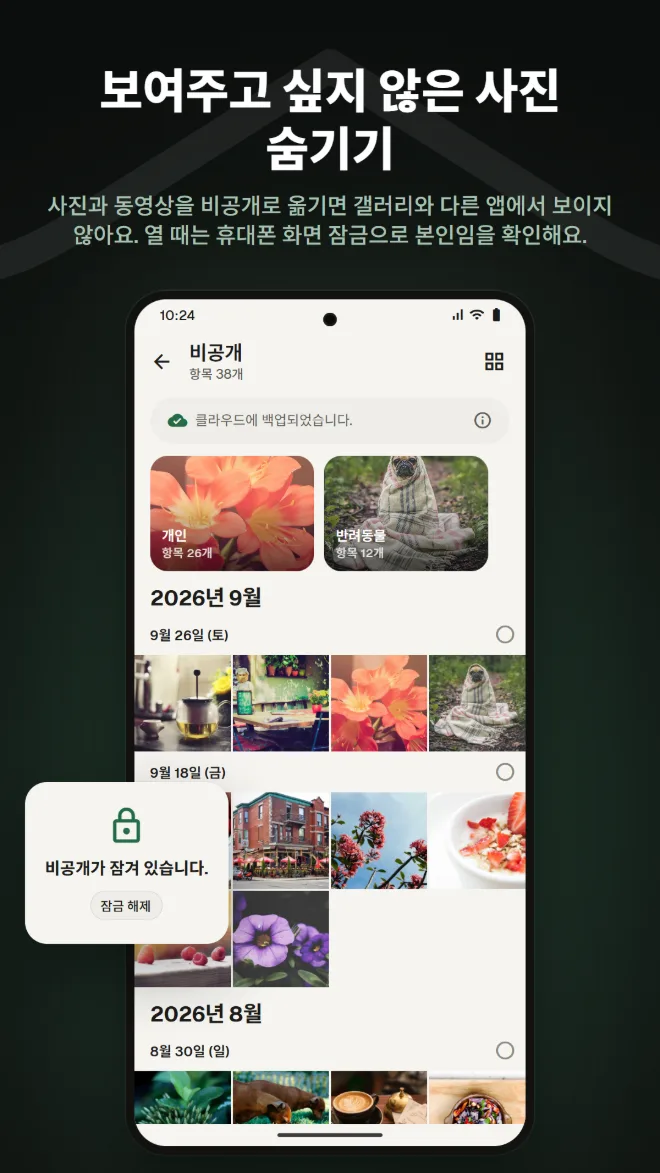 보여주고 싶지 않은 사진
숨기기
사진과 동영상을 비공개로 옮기면 갤러리와 다른 앱에서 보이지
않아요. 열 때는 휴대폰 화면 잠금으로 본인임을 확인해요.
10:24
비공개
항목 38개
클라우드에 백업되었습니다.
개인
항목 26개
반려동물
항목 12개
2026년 9월
9월 26일 (토)
9월 18일 (금)
비공개가 잠겨 있습니다.
잠금 해제
2026년 8월
8월 30일 (일)